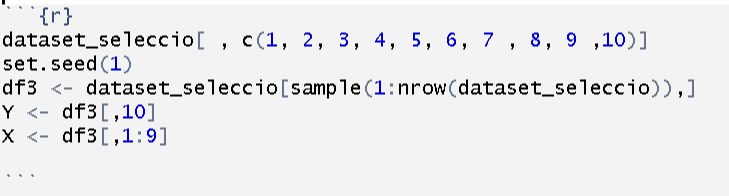 ```{r}
dataset_seleccio[ , c(1, 2, 3, 4, 5, 6, 7 , 8, 9 ,10)]
set.seed(1)
df3 <- dataset_seleccio[sample(1:nrow(dataset_seleccio)),]
Y <- df3[,10]
X <- df3[,1:9]
```